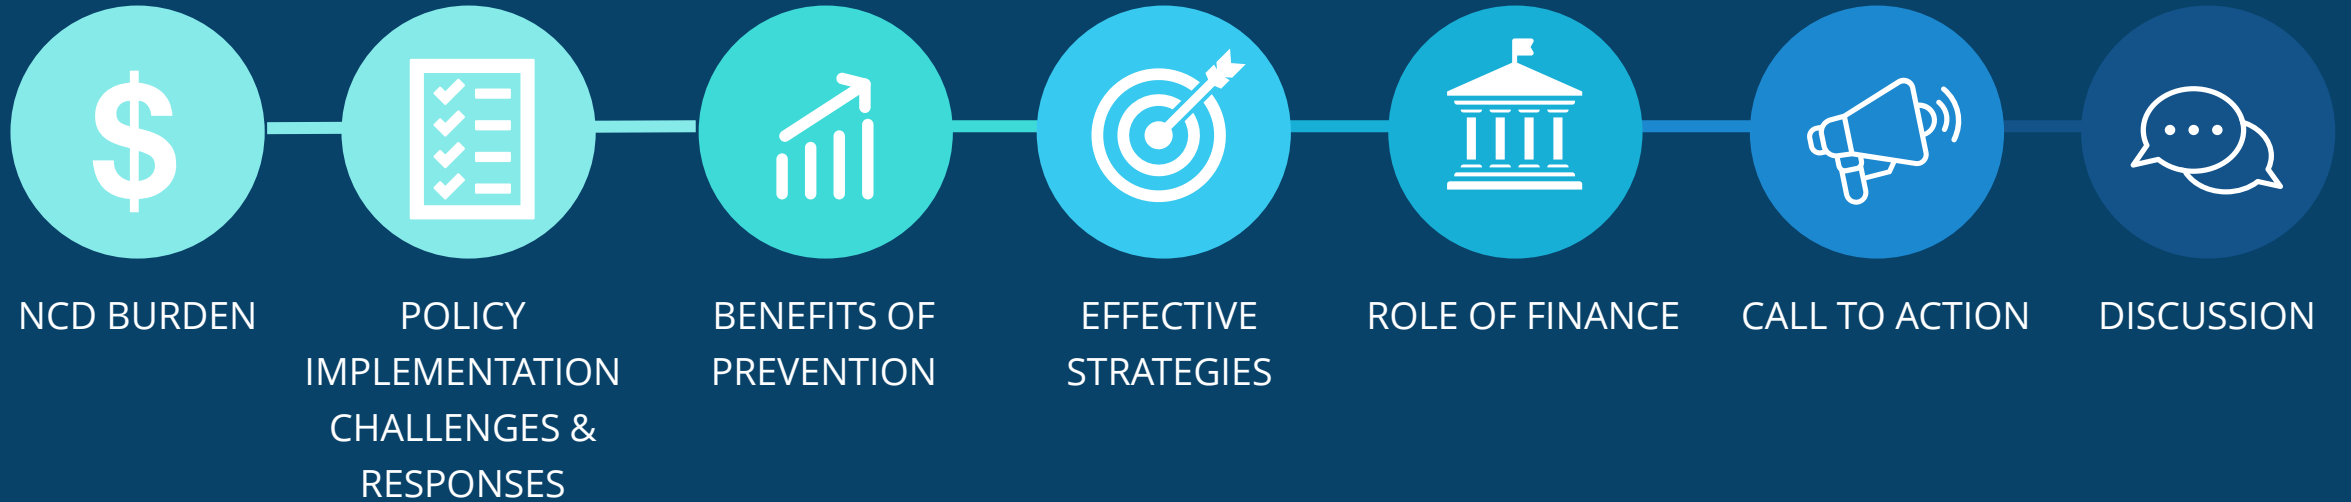 NCD BURDEN
POLICY
IMPLEMENTATION
CHALLENGES &
RESPONSES
BENEFITS OF
PREVENTION
EFFECTIVE
STRATEGIES
ROLE OF FINANCE
CALL TO ACTION
DISCUSSION